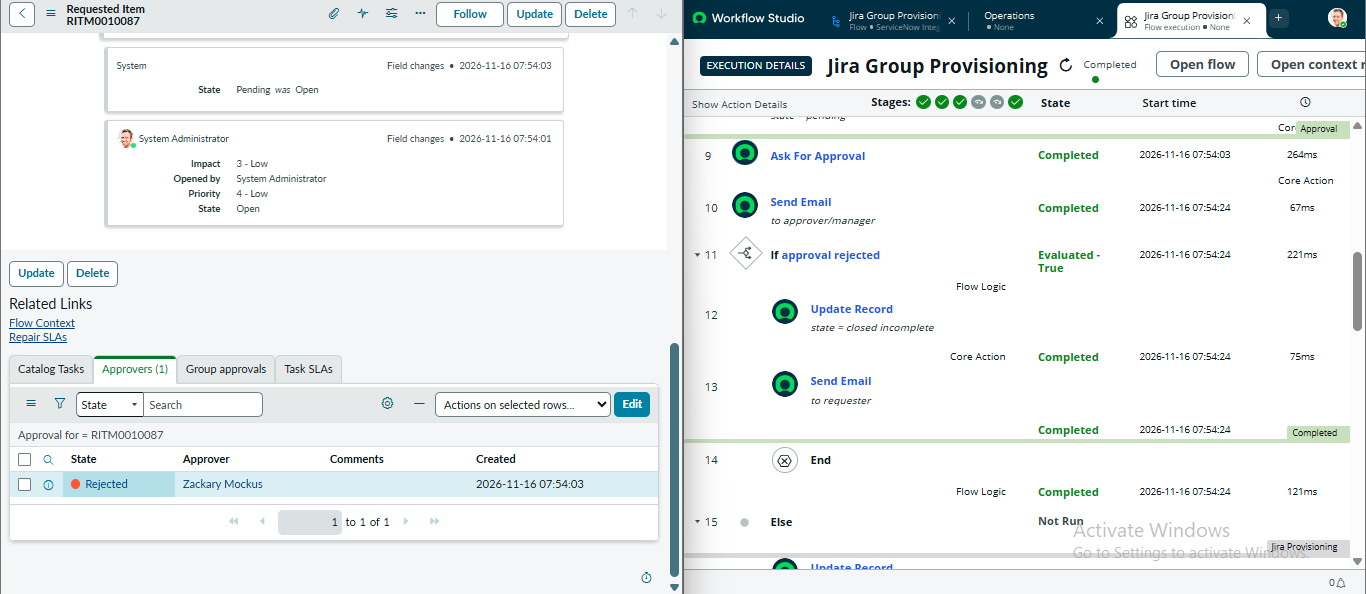 Requested Item
RITM0010087
Follow
Update
Delete
System
Field changes • 2026-11-16 07:54:03
State Pending was Open
System Administrator
Field changes • 2026-11-16 07:54:01
Impact 3 - Low
Opened by System Administrator
Priority 4 - Low
State Open
Update
Delete
Related Links
Flow Context
Repair SLAs
Catalog Tasks
Approvers (1)
Group approvals
Task SLAs
State
Search
Actions on selected rows...
Edit
Approval for = RITM0010087
State Approver Comments Created
Rejected Zackary Mockus 2026-11-16 07:54:03
1 to 1 of 1
Workflow Studio
Jira Group Provision
Flow • ServiceNow Integ
Operations
• None
Jira Group Provisioni
Flow execution • None
EXECUTION DETAILS
Jira Group Provisioning
Completed
Open flow
Open context r
Show Action Details
Stages:
State
Start time
state = pending
Core
Approval
9 Ask For Approval Completed 2026-11-16 07:54:03 264ms
Core Action
10 Send Email Completed 2026-11-16 07:54:24 67ms
to approver/manager
11 If approval rejected Evaluated - True 2026-11-16 07:54:24 221ms
Flow Logic
12 Update Record
state = closed incomplete
Core Action Completed 2026-11-16 07:54:24 75ms
13 Send Email
to requester
Completed 2026-11-16 07:54:24
Completed
14 End
Flow Logic Completed 2026-11-16 07:54:24 121ms
15 Else Not Run
Activate Windows
Go to Settings to activate Windows.
Jira Provisioning
Update Record
0